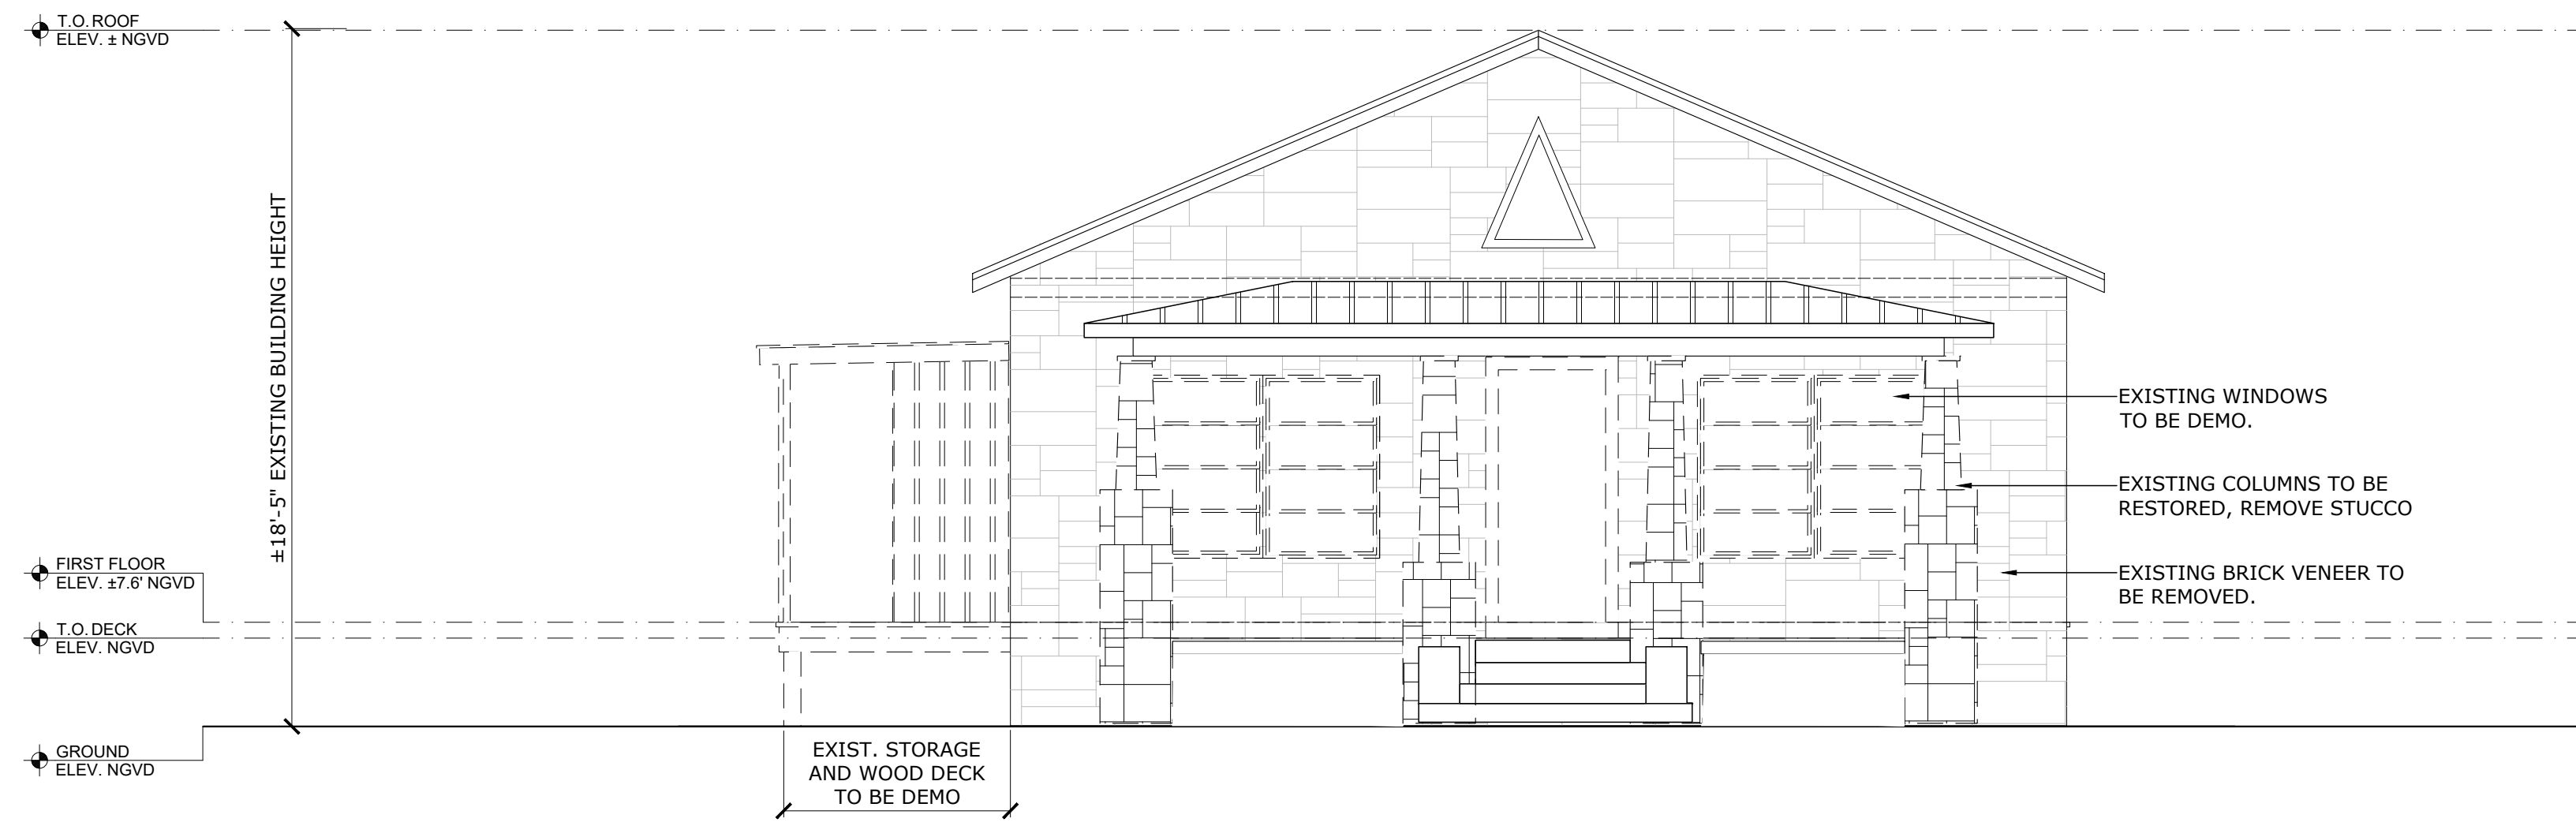 T.O. ROOF
ELEV. ± NGVD
±18'-5" EXISTING BUILDING HEIGHT
EXISTING WINDOWS
TO BE DEMO.
EXISTING COLUMNS TO BE
RESTORED, REMOVE STUCCO
EXISTING BRICK VENEER TO
BE REMOVED.
FIRST FLOOR
ELEV. ±7.6' NGVD
T.O. DECK
ELEV. NGVD
GROUND
ELEV. NGVD
EXIST. STORAGE
AND WOOD DECK
TO BE DEMO